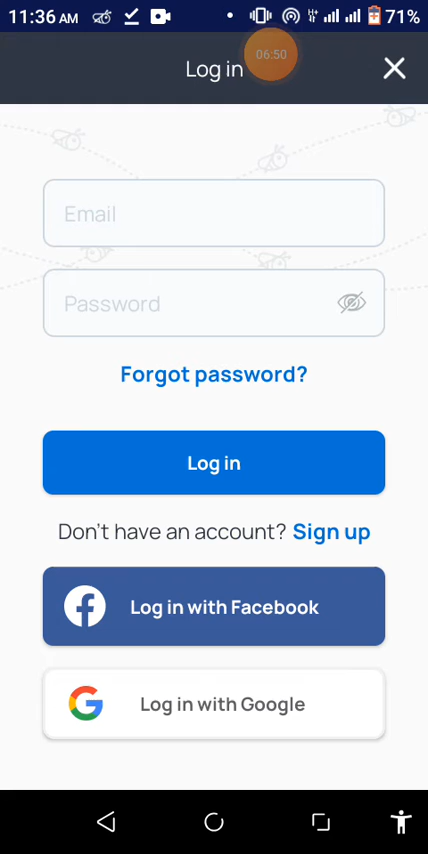 11:36 AM
71%
Log in
06:50
Email
Password
Forgot password?
Log in
Don't have an account? Sign up
Log in with Facebook
Log in with Google